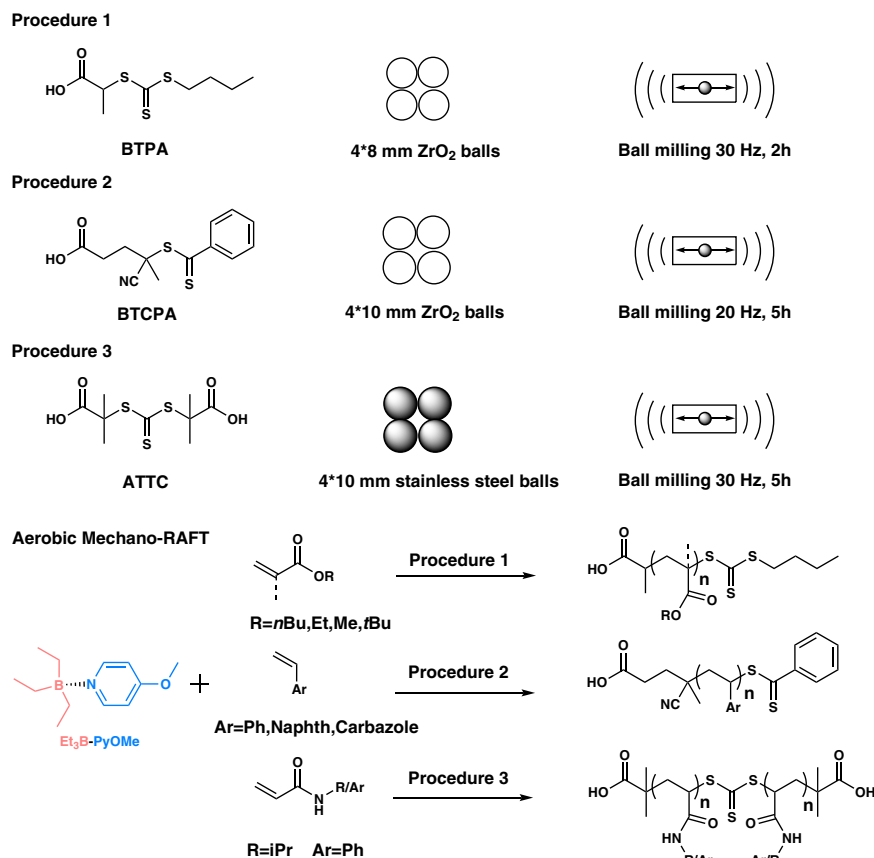 Procedure 1
O
HO
S
S
S
BTPA
4*8 mm ZrO₂ balls
Ball milling 30 Hz, 2h
Procedure 2
O
HO
S
NC
S
BTCPA
4*10 mm ZrO₂ balls
Ball milling 20 Hz, 5h
Procedure 3
O
O
HO
S
S
OH
S
ATTC
4*10 mm stainless steel balls
Ball milling 30 Hz, 5h
Aerobic Mechano-RAFT
O
OR
R=nBu,Et,Me,tBu
Procedure 1
O
HO
n
S
S
S
RO
O
B
N
O
Et₃B-PyOMe
+
Ar
Ar=Ph,Naphth,Carbazole
Procedure 2
O
HO
NC
Ar
n
S
S
O
N
H
R/Ar
R=iPr Ar=Ph
Procedure 3
O
HO
n
S
S
S
n
O
OH
O
O
NH
HN